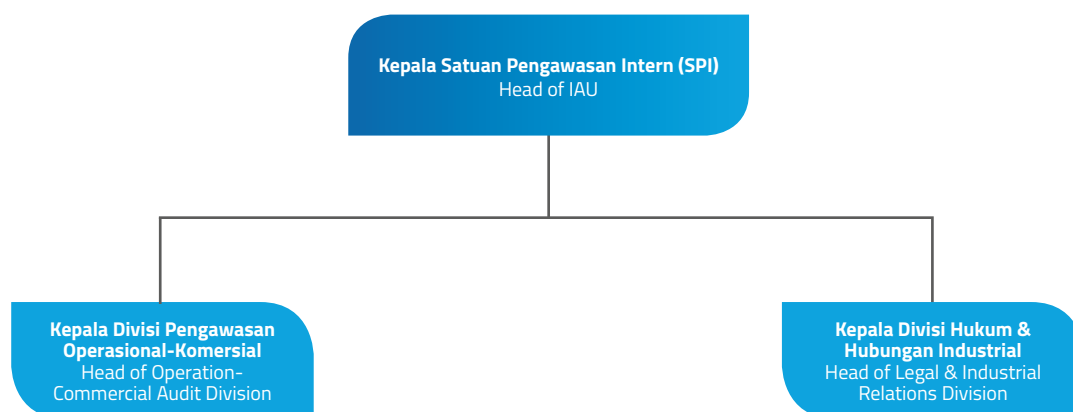 Kepala Satuan Pengawasan Intern (SPI)
Head of IAU
Kepala Divisi Pengawasan
Operasional-Komersial
Head of Operation-
Commercial Audit Division
Kepala Divisi Hukum &
Hubungan Industrial
Head of Legal & Industrial
Relations Division